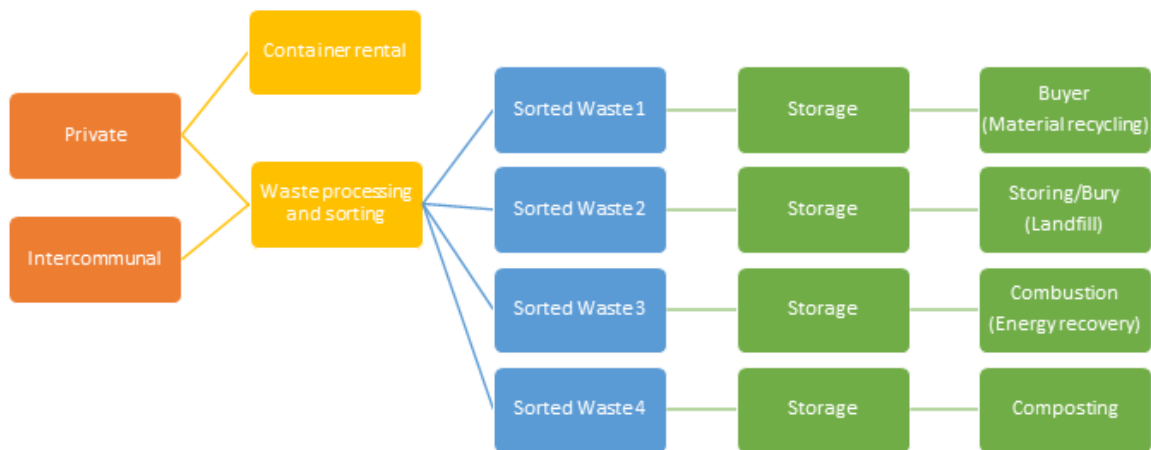 Private
Intercommunal
Container rental
Waste processing
and sorting
Sorted Waste 1
Storage
Buyer
(Material recycling)
Sorted Waste 2
Storage
Storing/Bury
(Landfill)
Sorted Waste 3
Storage
Combustion
(Energy recovery)
Sorted Waste 4
Storage
Composting